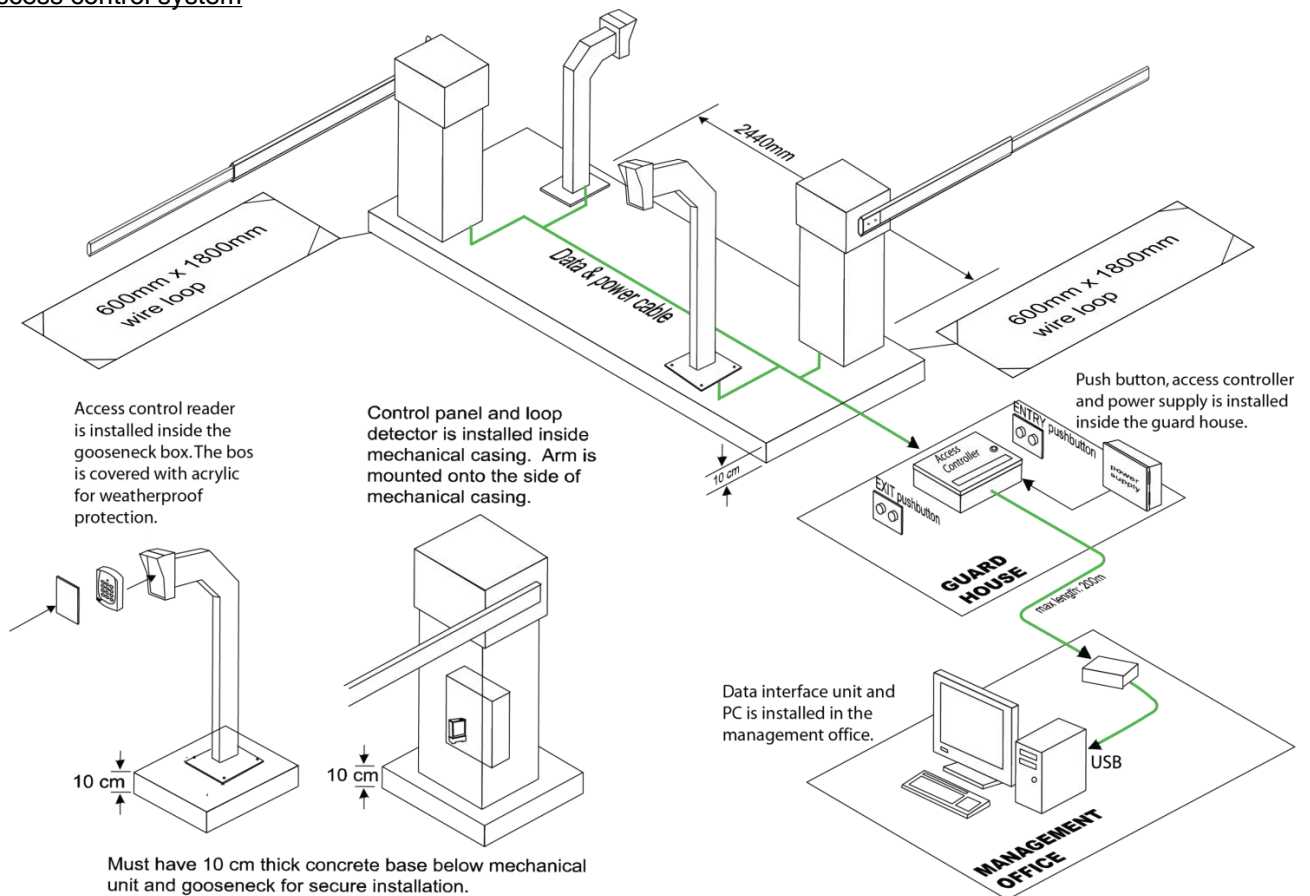 access control system
2440mm
600mm x 1800mm
wire loop
Data & power cable
600mm x 1800mm
wire loop
Access control reader
is installed inside the
gooseneck box. The bos
is covered with acrylic
for weatherproof
protection.
Control panel and loop
detector is installed inside
mechanical casing. Arm is
mounted onto the side of
mechanical casing.
10 cm
Push button, access controller
and power supply is installed
inside the guard house.
ENTRY pushbutton
Access
Controller
power
supply
EXIT pushbutton
GUARD
HOUSE
max length: 200m
10 cm
10 cm
Data interface unit and
PC is installed in the
management office.
USB
MANAGEMENT
OFFICE
Must have 10 cm thick concrete base below mechanical
unit and gooseneck for secure installation.